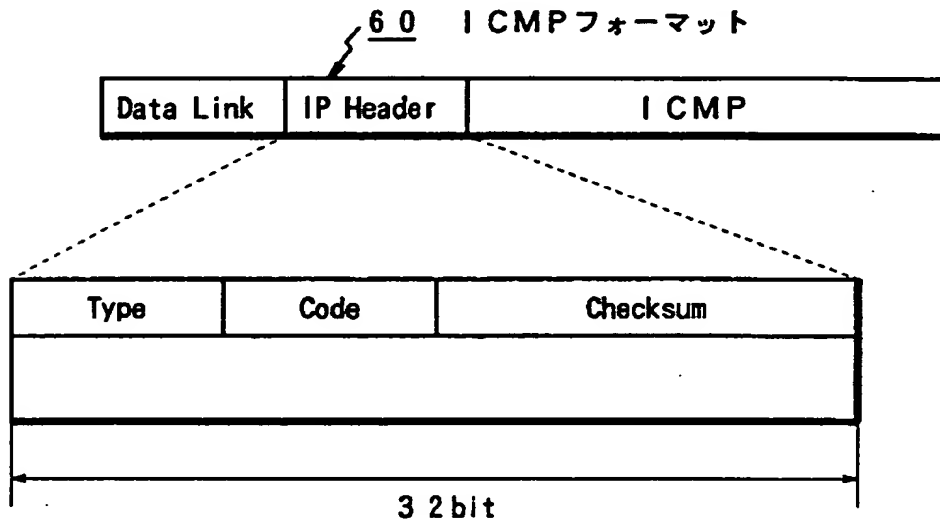 60 ICMPフォーマット
Data Link IP Header ICMP
Type Code Checksum
32bit